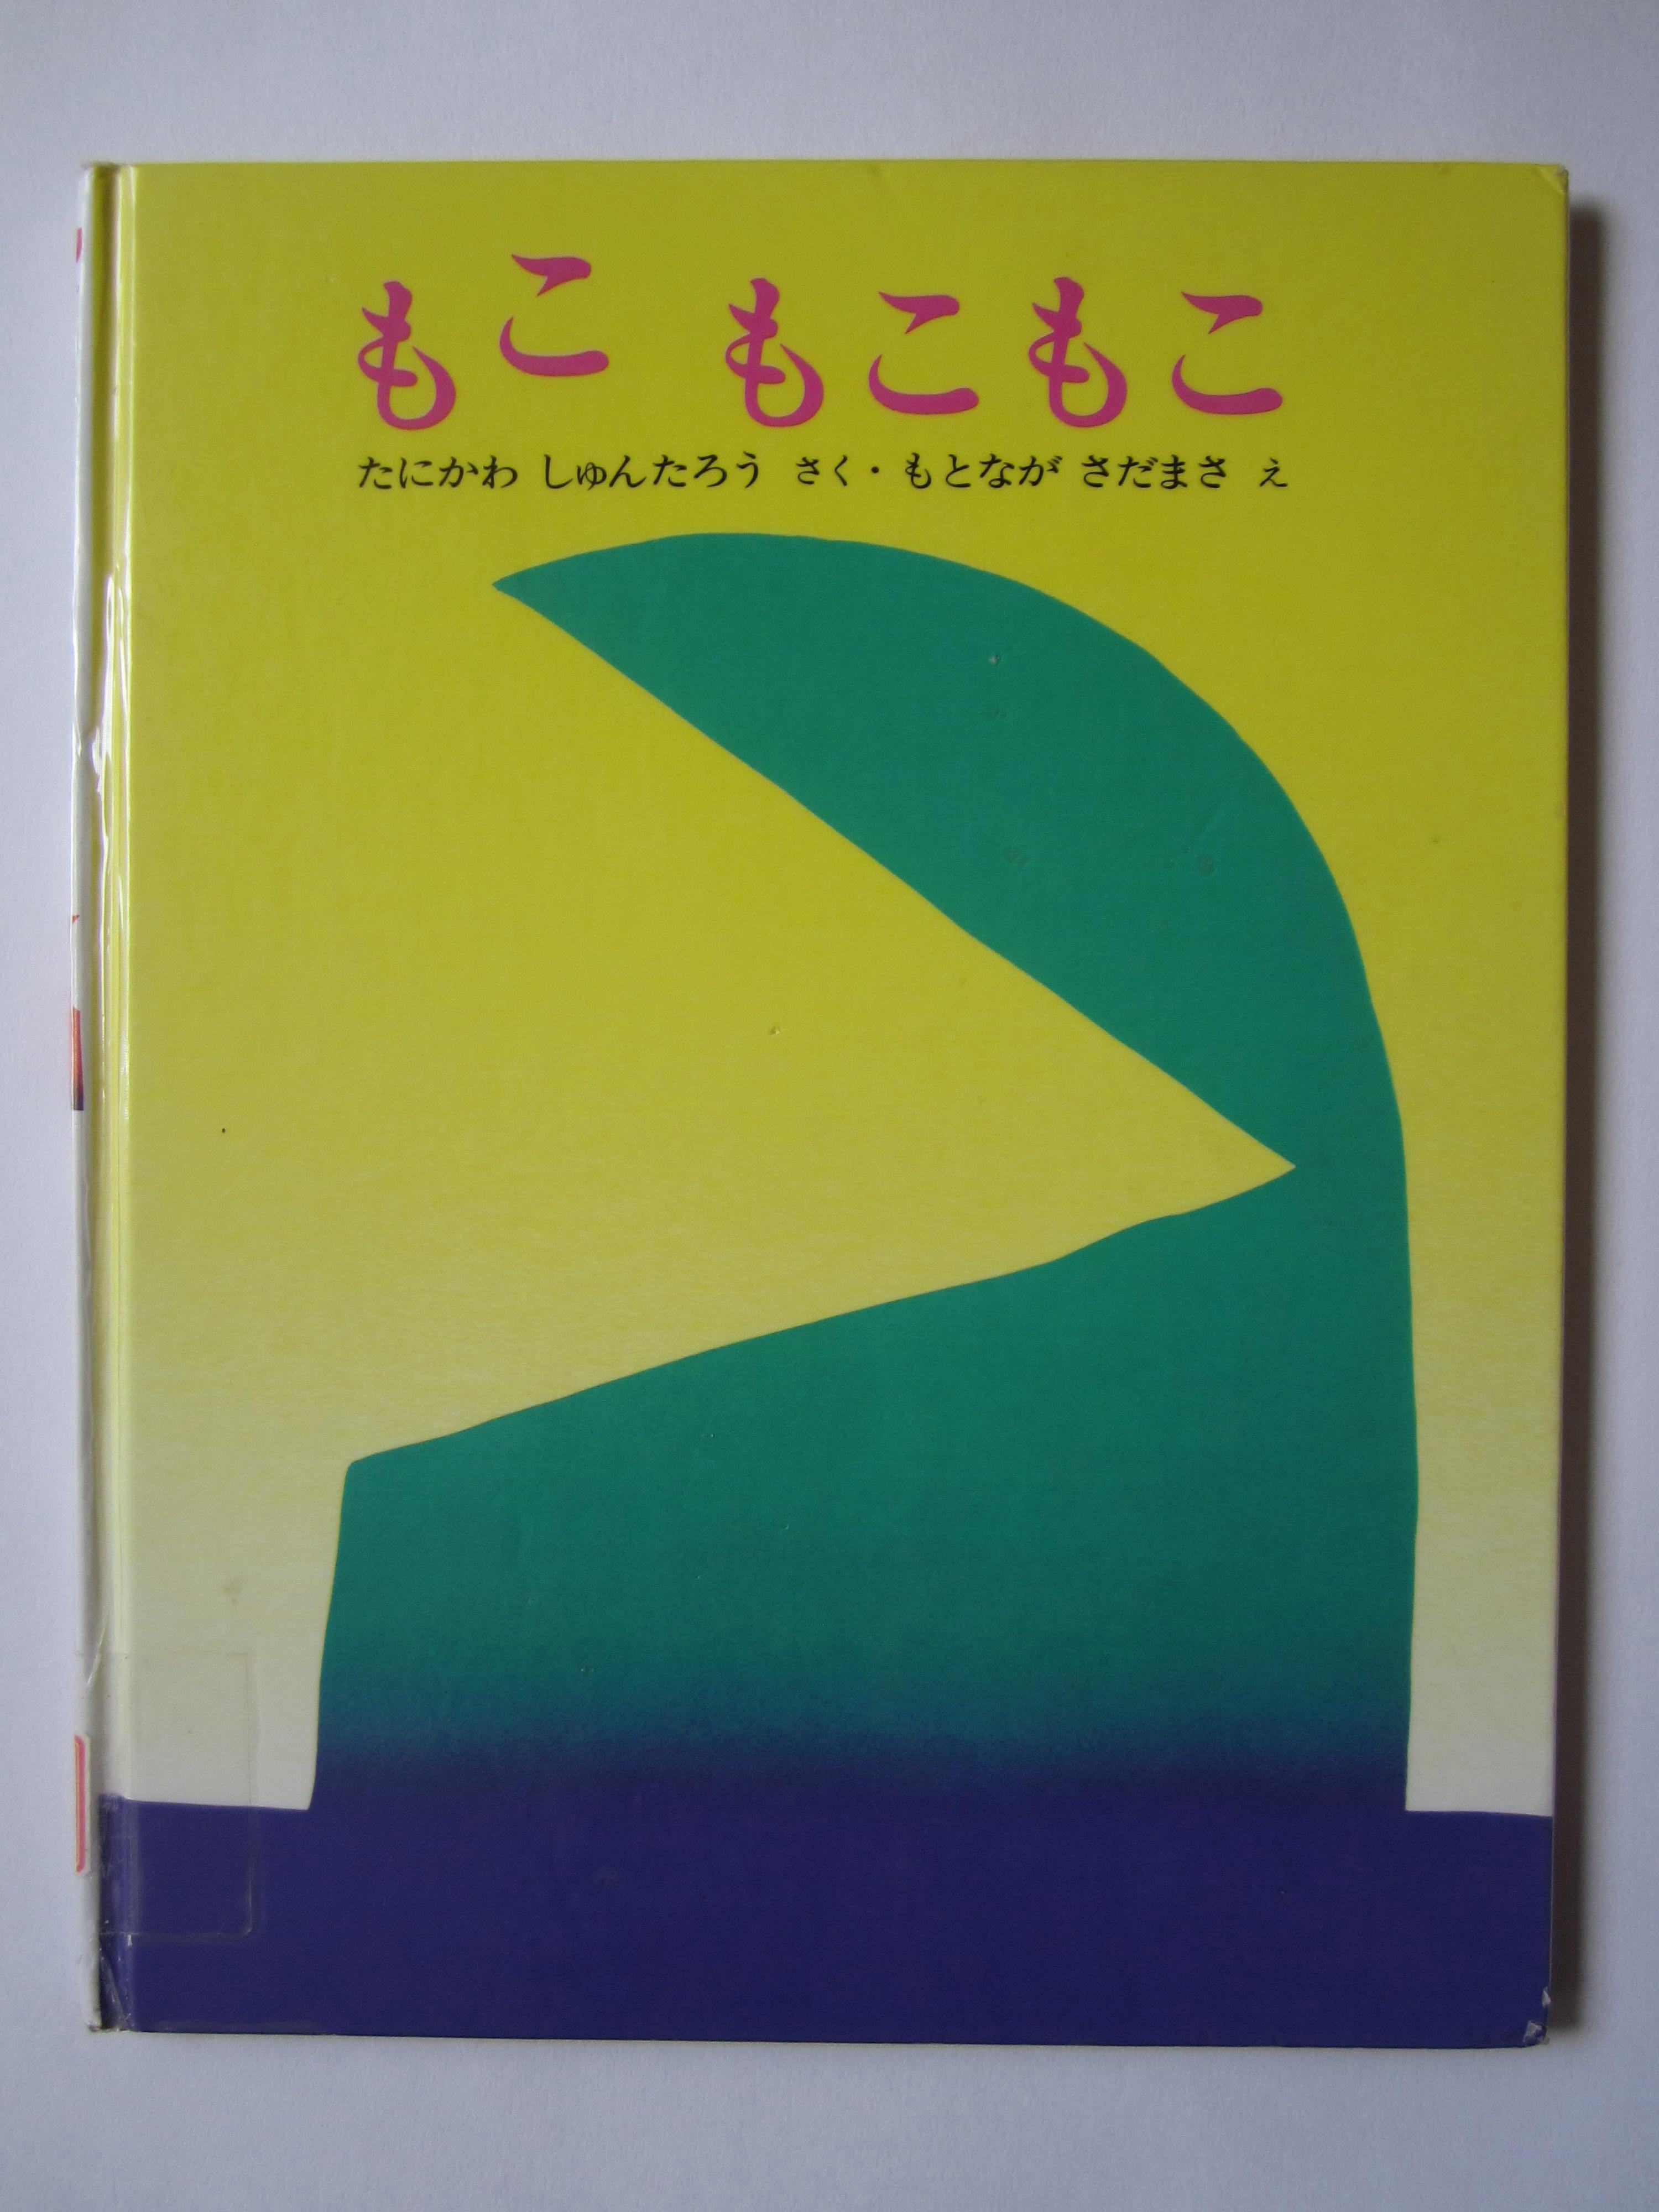 もこ もこもこ
たにかわ しゅんたろう さく・もとなが さだまさ え